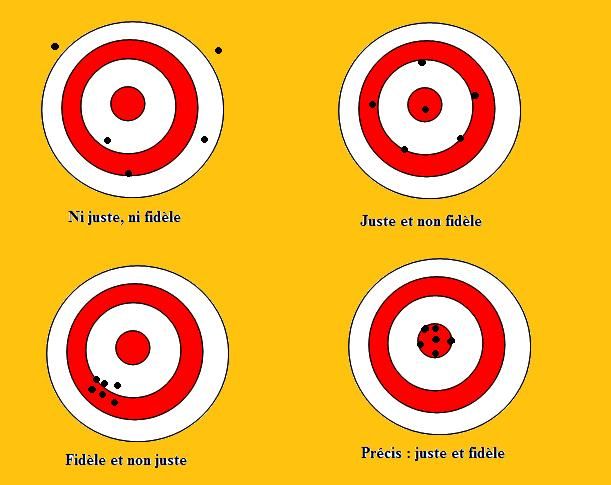 Ni juste, ni fidèle
Juste et non fidèle
Fidèle et non juste
Précis : juste et fidèle